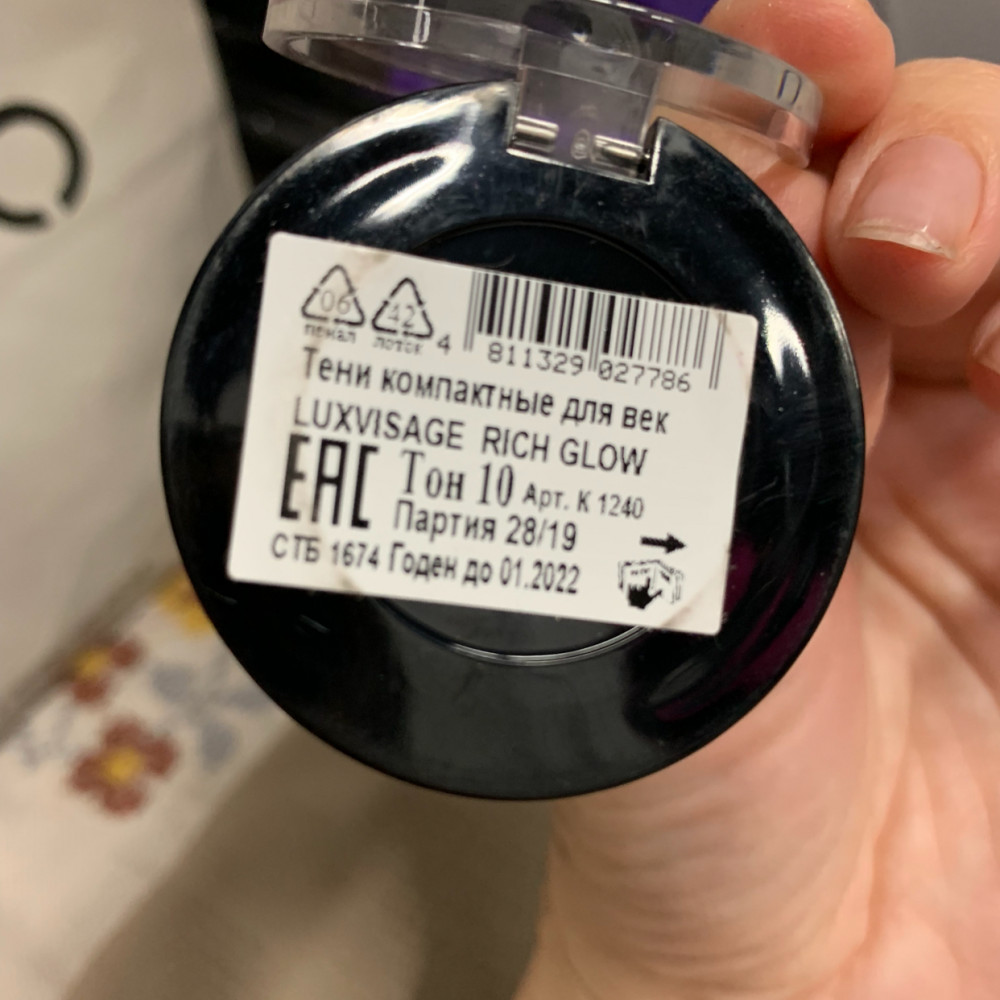 06 42
пенал лоток
4 811329 027786
Тени компактные для век
LUXVISAGE RICH GLOW
EAC Тон 10 Арт. К 1240
Партия 28/19
СТБ 1674 Годен до 01.2022